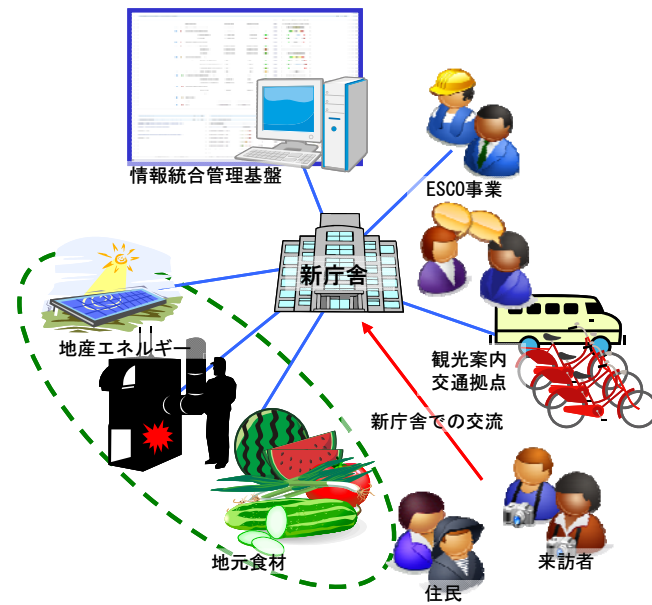 情報統合管理基盤
ESCO事業
新庁舎
地産エネルギー
観光案内
交通拠点
新庁舎での交流
地元食材
来訪者
住民